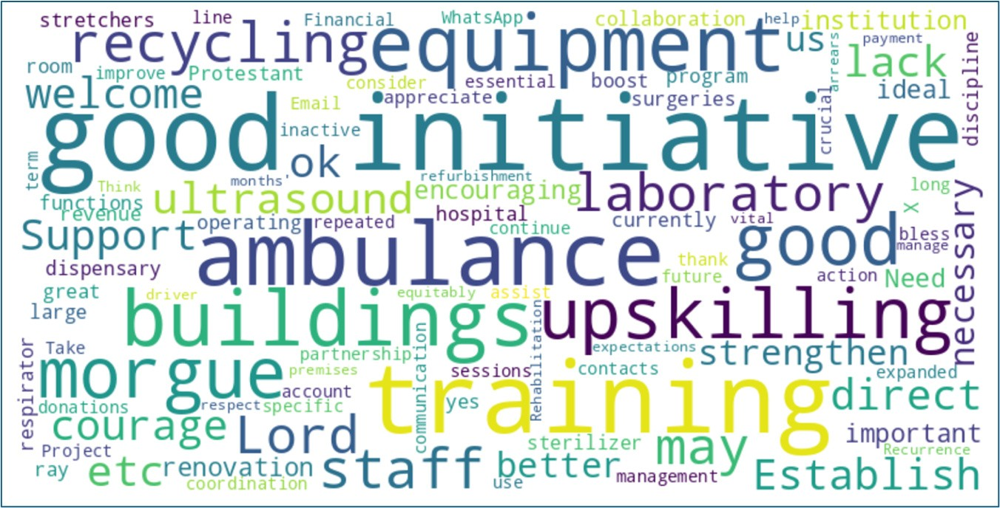 stretchers line Financial WhatsApp collaboration help institution
recycling equipment us payment
room improve Protestant lack arrears discipline
welcome consider essential boost program ideal
Email appreciate surgeries crucial
good initiative
inactive
term ok
Think months' refurbishment long
functions ultrasound encouraging laboratory X necessary
revenue
Support operating repeated hospital continue currently vital good bless
manage
ambulance
dispensary thank action Need
future
great driver equitably assist
large buildings upskilling
Take partnership communication Rehabilitation expectations strengthen
respirator morgue premises sessions contacts expanded
account training direct
donations respect specific yes
courage Lord important
Project sterilizer may Recurrence
ray etc renovation staff better Establish
coordination use management